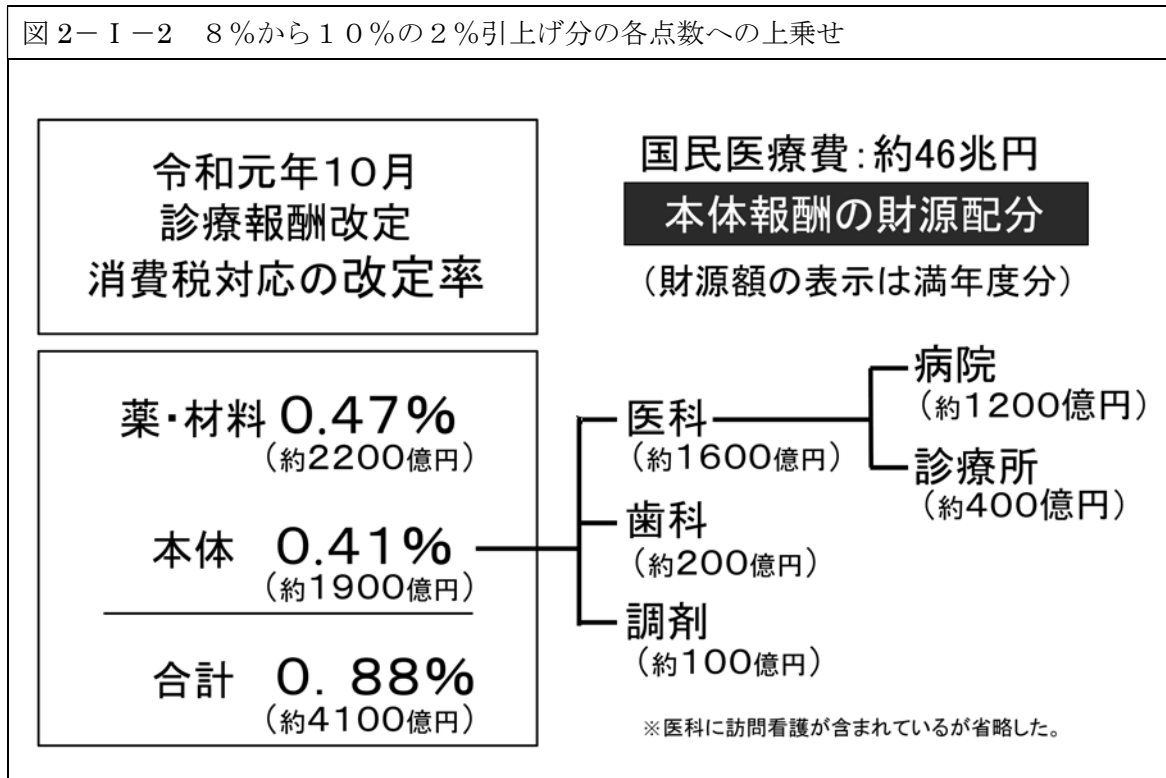 図 2－Ⅰ－2　8％から１０％の２％引上げ分の各点数への上乗せ
令和元年10月
診療報酬改定
消費税対応の改定率
国民医療費：約46兆円
本体報酬の財源配分
（財源額の表示は満年度分）
薬・材料 0.47%
（約2200億円）
本体 0.41%
（約1900億円）
合計 0. 88%
（約4100億円）
医科
（約1600億円）
歯科
（約200億円）
調剤
（約100億円）
病院
（約1200億円）
診療所
（約400億円）
※医科に訪問看護が含まれているが省略した。